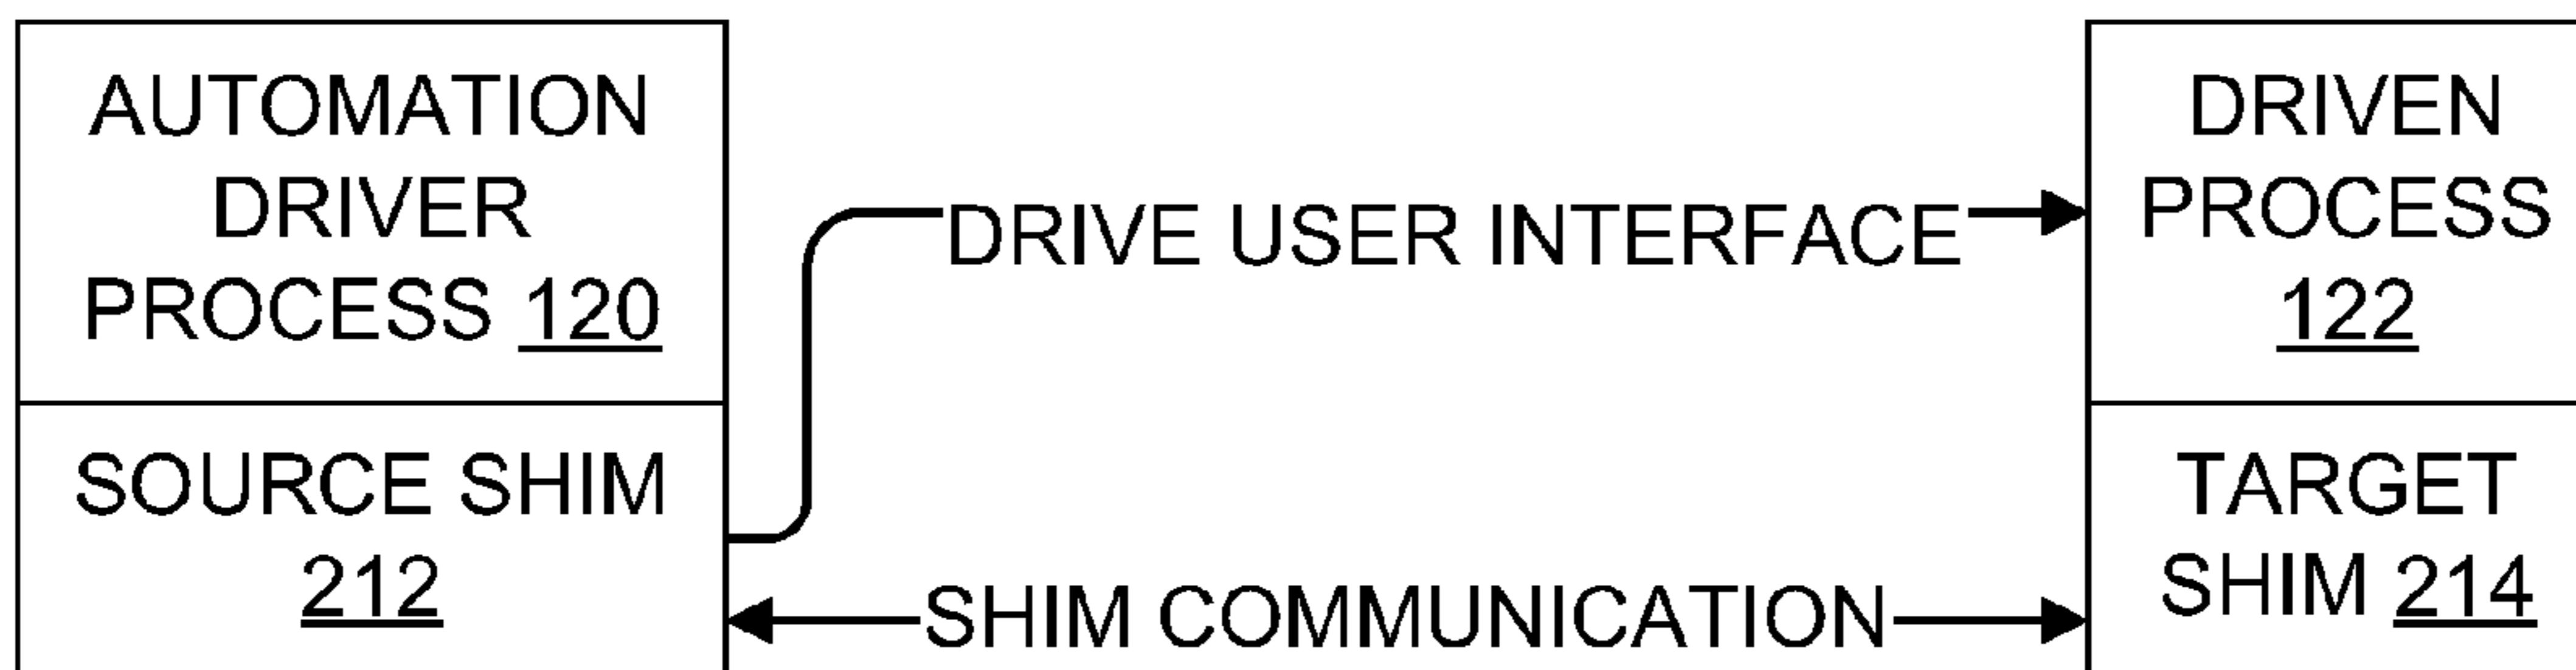 AUTOMATION
DRIVER
PROCESS 120
SOURCE SHIM
212
DRIVE USER INTERFACE
SHIM COMMUNICATION
DRIVEN
PROCESS
122
TARGET
SHIM 214